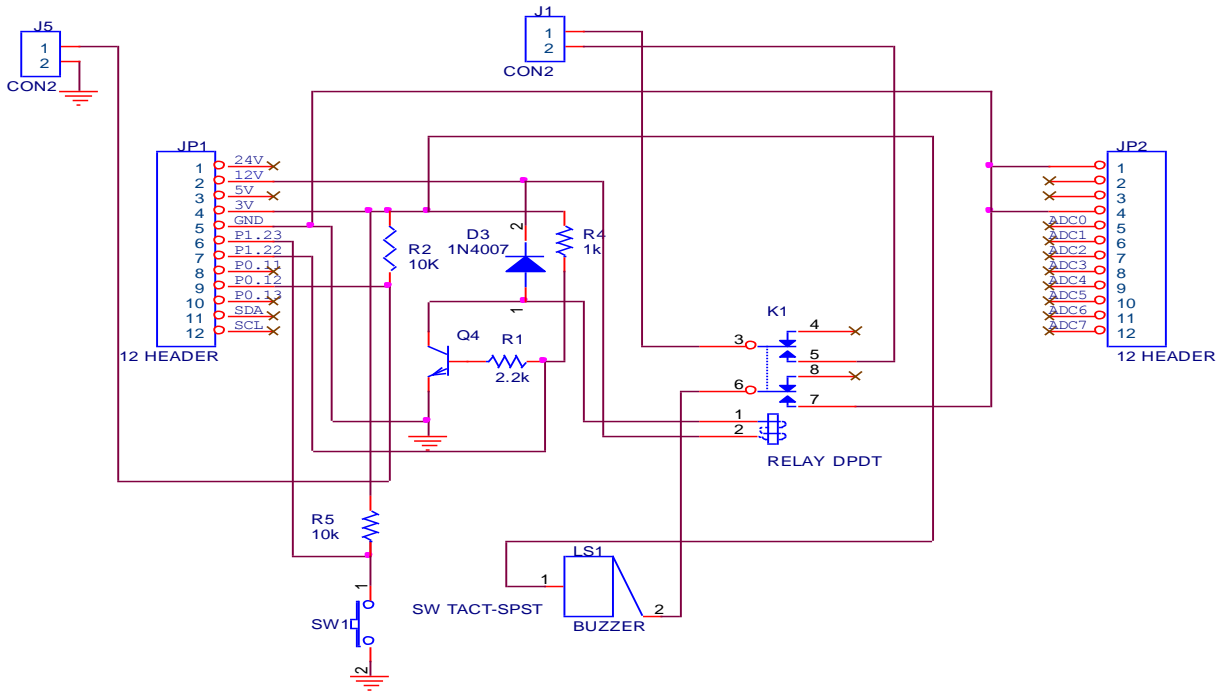 J5
1
2
CON2
J1
1
2
CON2
JP1
1
2
3
4
5
6
7
8
9
10
11
12
12 HEADER
24V
12V
5V
3V
GND
P1.23
P1.22
P0.11
P0.12
P0.13
SDA
SCL
R2
10K
D3
1N4007
2
1
R4
1k
Q4
R1
2.2k
K1
3
4
5
6
8
7
1
2
RELAY DPDT
JP2
1
2
3
4
5
6
7
8
9
10
11
12
12 HEADER
ADC0
ADC1
ADC2
ADC3
ADC4
ADC5
ADC6
ADC7
R5
10k
1
SW1
2
SW TACT-SPST
LS1
1
2
BUZZER